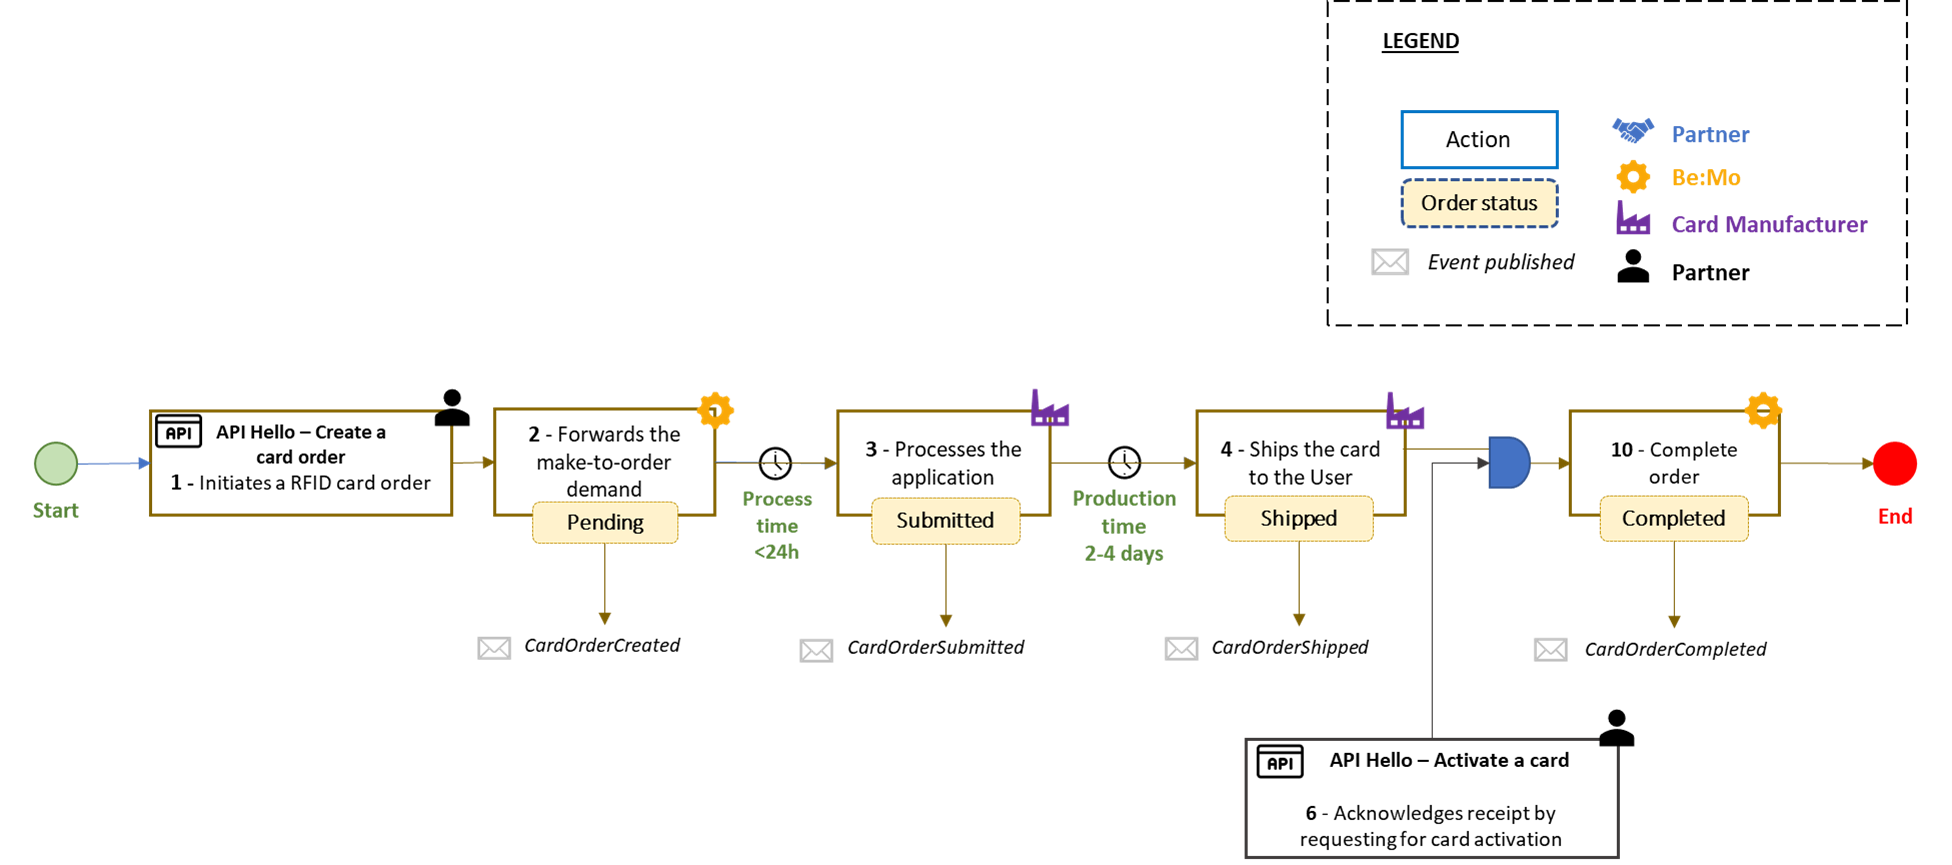 LEGEND
Action
Order status
Event published
Partner
Be:Mo
Card Manufacturer
Partner
Start
API
API Hello – Create a
card order
1 - Initiates a RFID card order
2 - Forwards the
make-to-order
demand
Pending
CardOrderCreated
Process
time
<24h
3 - Processes the
application
Submitted
CardOrderSubmitted
Production
time
2-4 days
4 - Ships the card
to the User
Shipped
CardOrderShipped
10 - Complete
order
Completed
CardOrderCompleted
End
API
API Hello – Activate a card
6 - Acknowledges receipt by
requesting for card activation